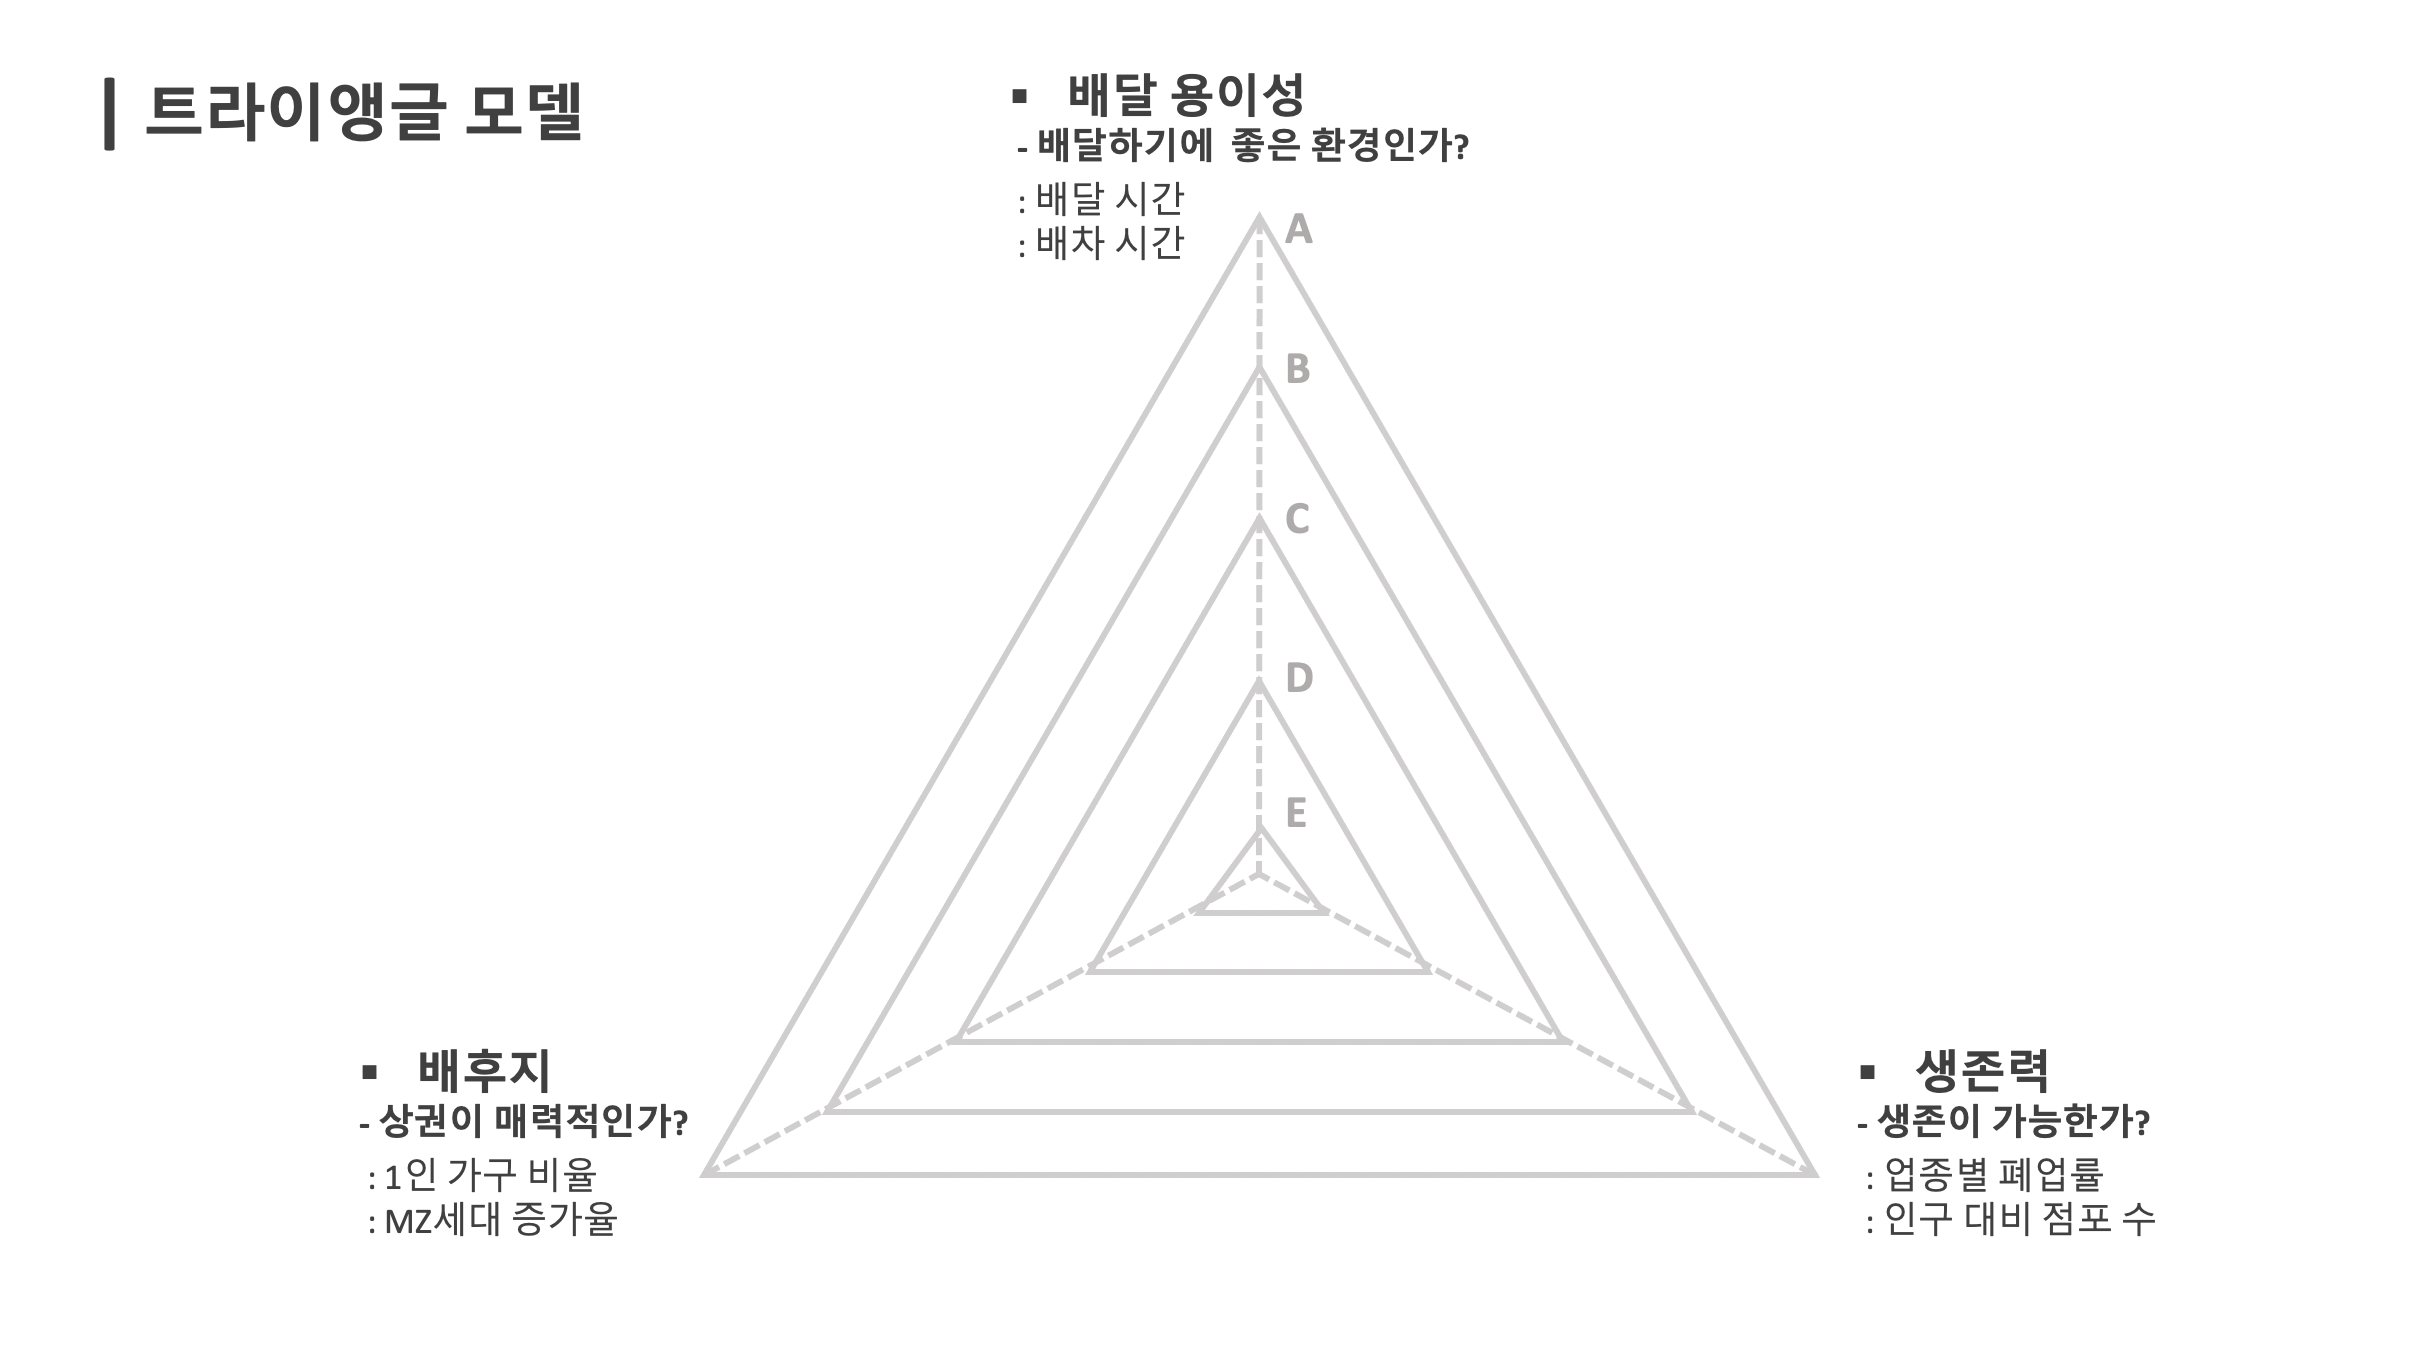 트라이앵글 모델
▪ 배달 용이성
- 배달하기에 좋은 환경인가?
: 배달 시간
: 배차 시간
A
B
C
D
E
▪ 배후지
- 상권이 매력적인가?
: 1인 가구 비율
: MZ세대 증가율
▪ 생존력
- 생존이 가능한가?
: 업종별 폐업률
: 인구 대비 점포 수